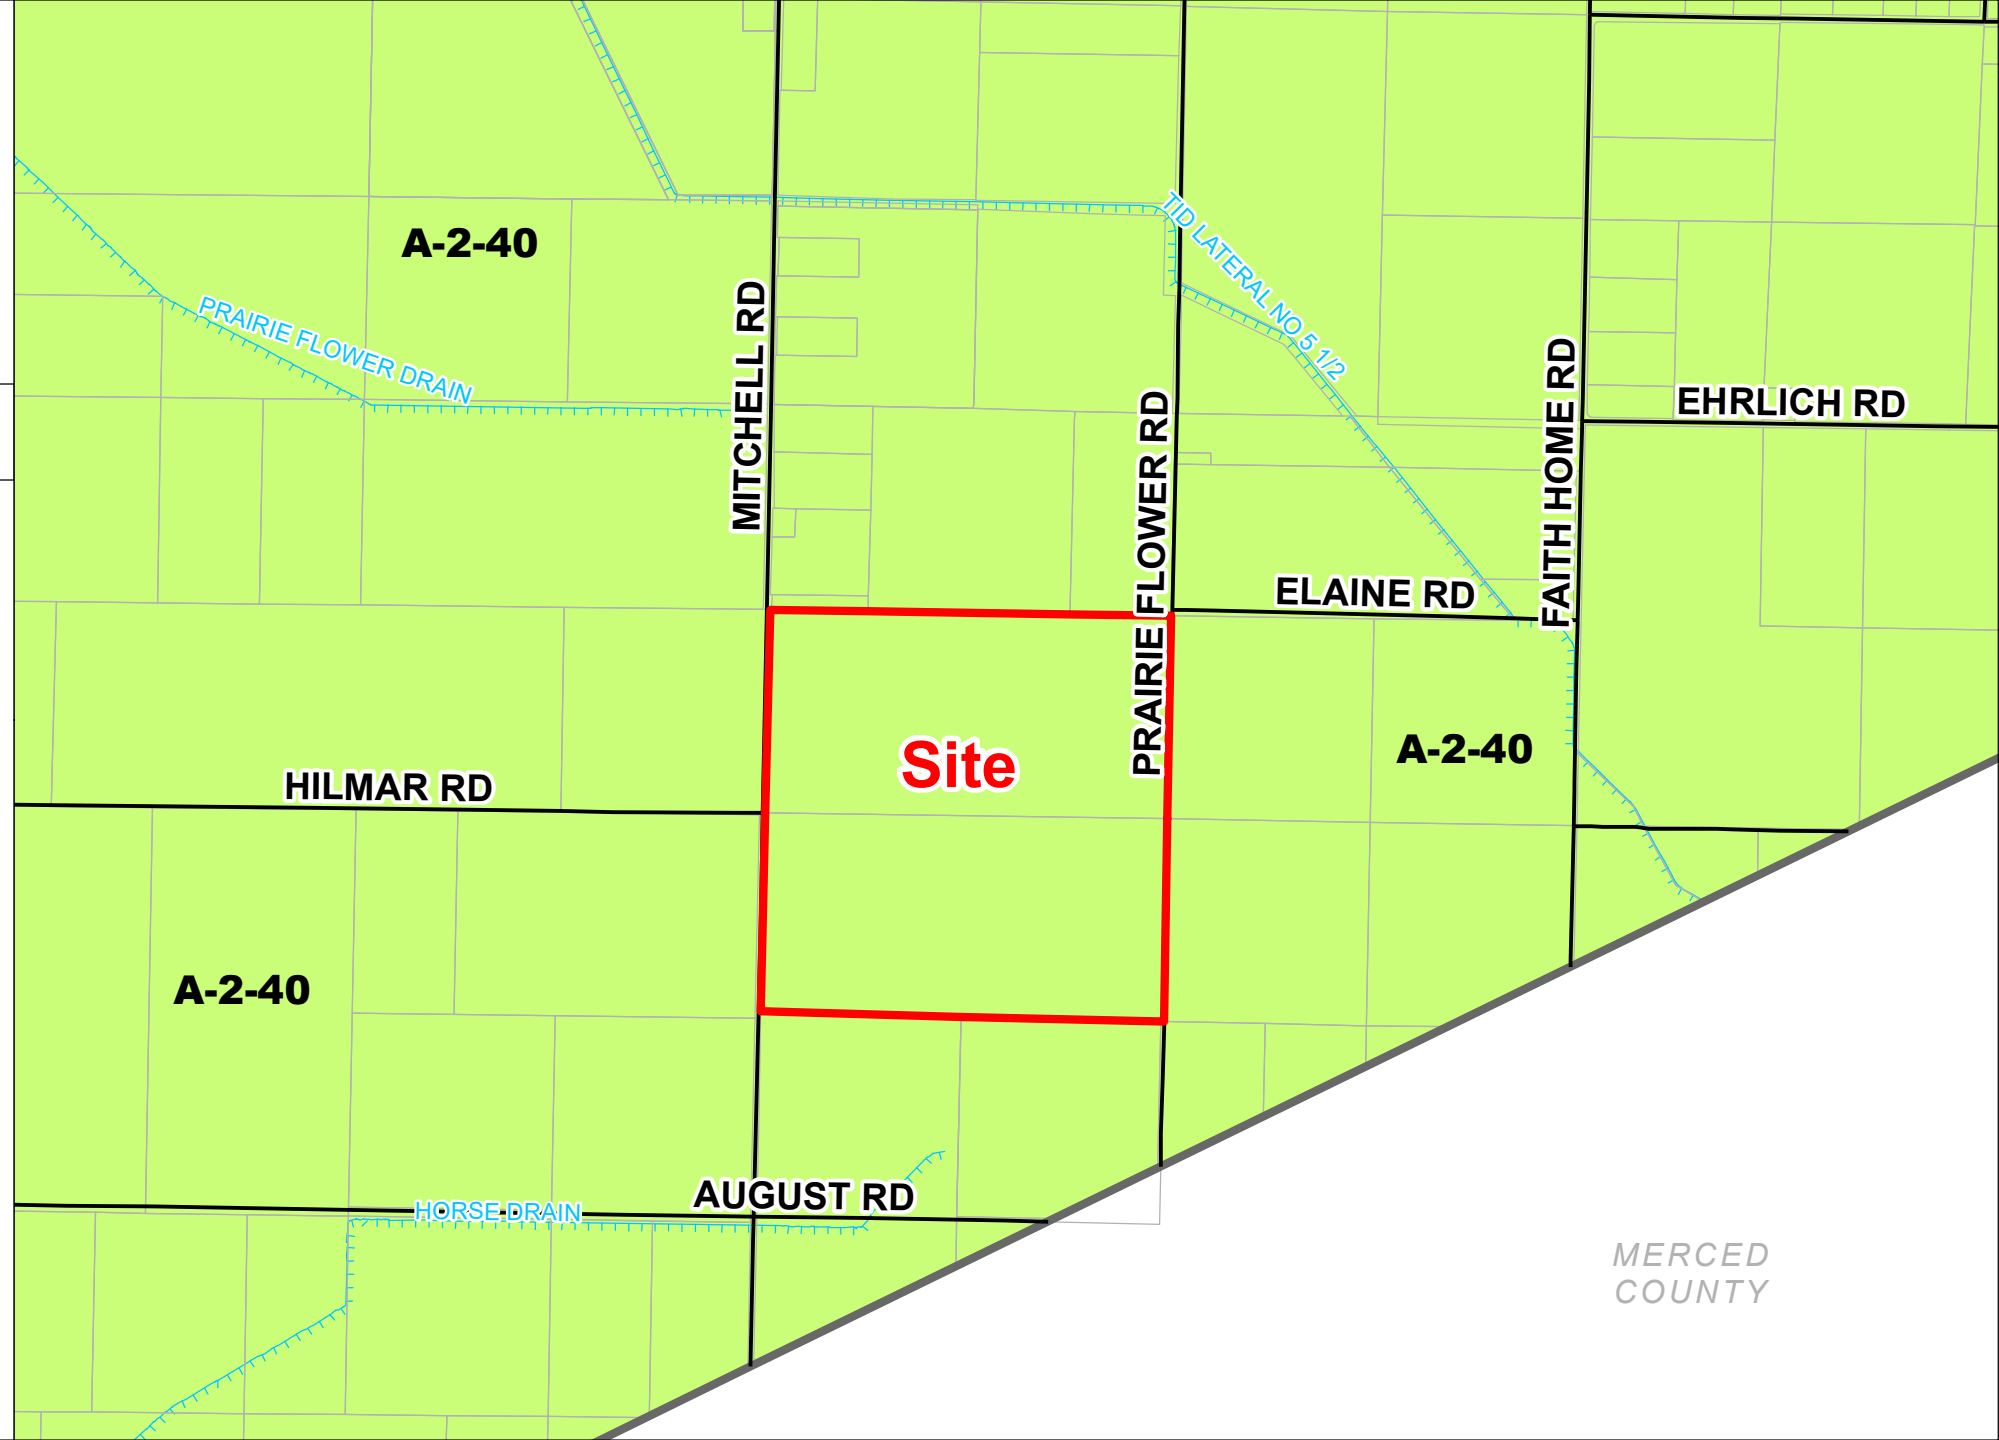 A-2-40
TID LATERAL NO 5 1/2
PRAIRIE FLOWER DRAIN
MITCHELL RD
PRAIRIE FLOWER RD
FAITH HOME RD
EHRLICH RD
ELAINE RD
Site
A-2-40
HILMAR RD
A-2-40
AUGUST RD
HORSE DRAIN
MERCED
COUNTY